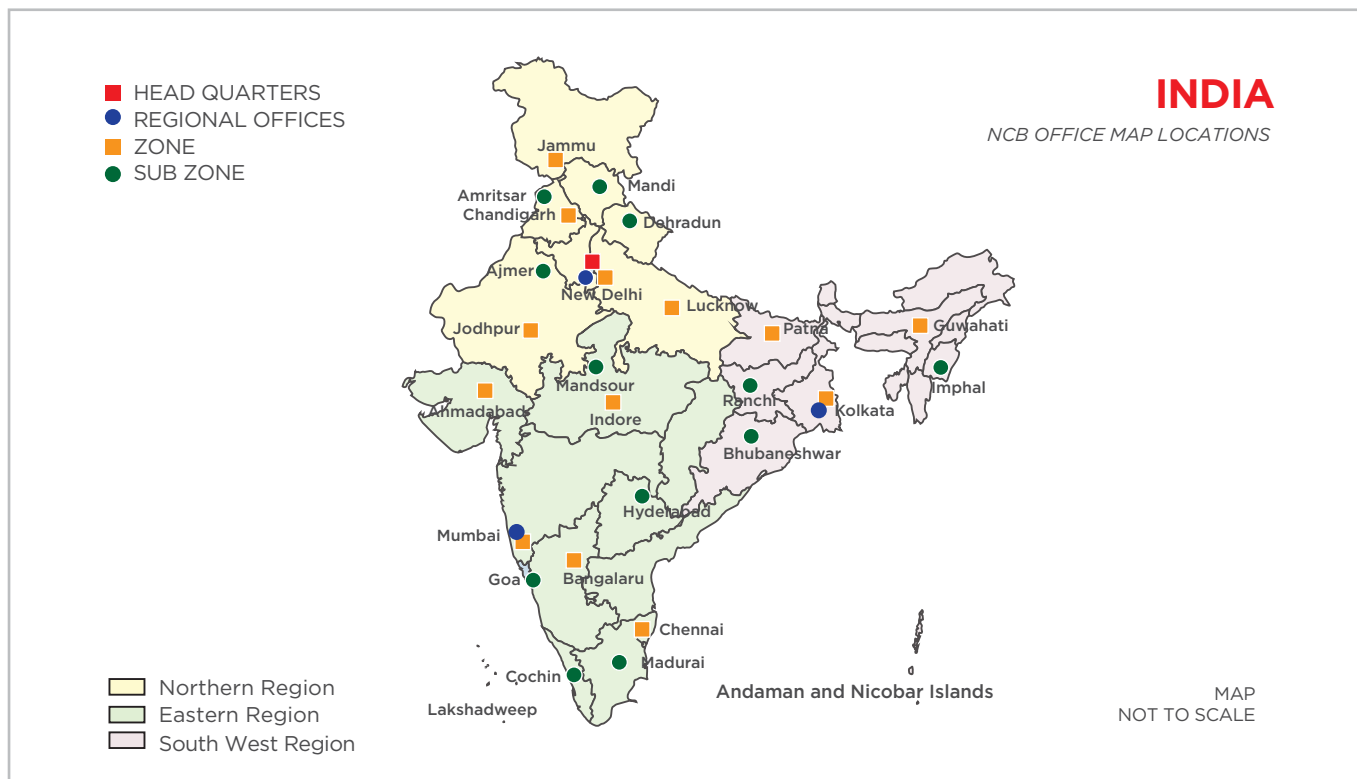 HEAD QUARTERS
REGIONAL OFFICES
ZONE
SUB ZONE
INDIA
NCB OFFICE MAP LOCATIONS
Jammu
Mandi
Amritsar
Chandigarh
Dehradun
Ajmer
New Delhi
Lucknow
Jodhpur
Patna
Guwahati
Imphal
Mandsour
Ranchi
Ahmadabad
Indore
Kolkata
Bhubaneshwar
Hyderabad
Mumbai
Goa
Bangalaru
Chennai
Madurai
Cochin
Lakshadweep
Andaman and Nicobar Islands
Northern Region
Eastern Region
South West Region
MAP
NOT TO SCALE